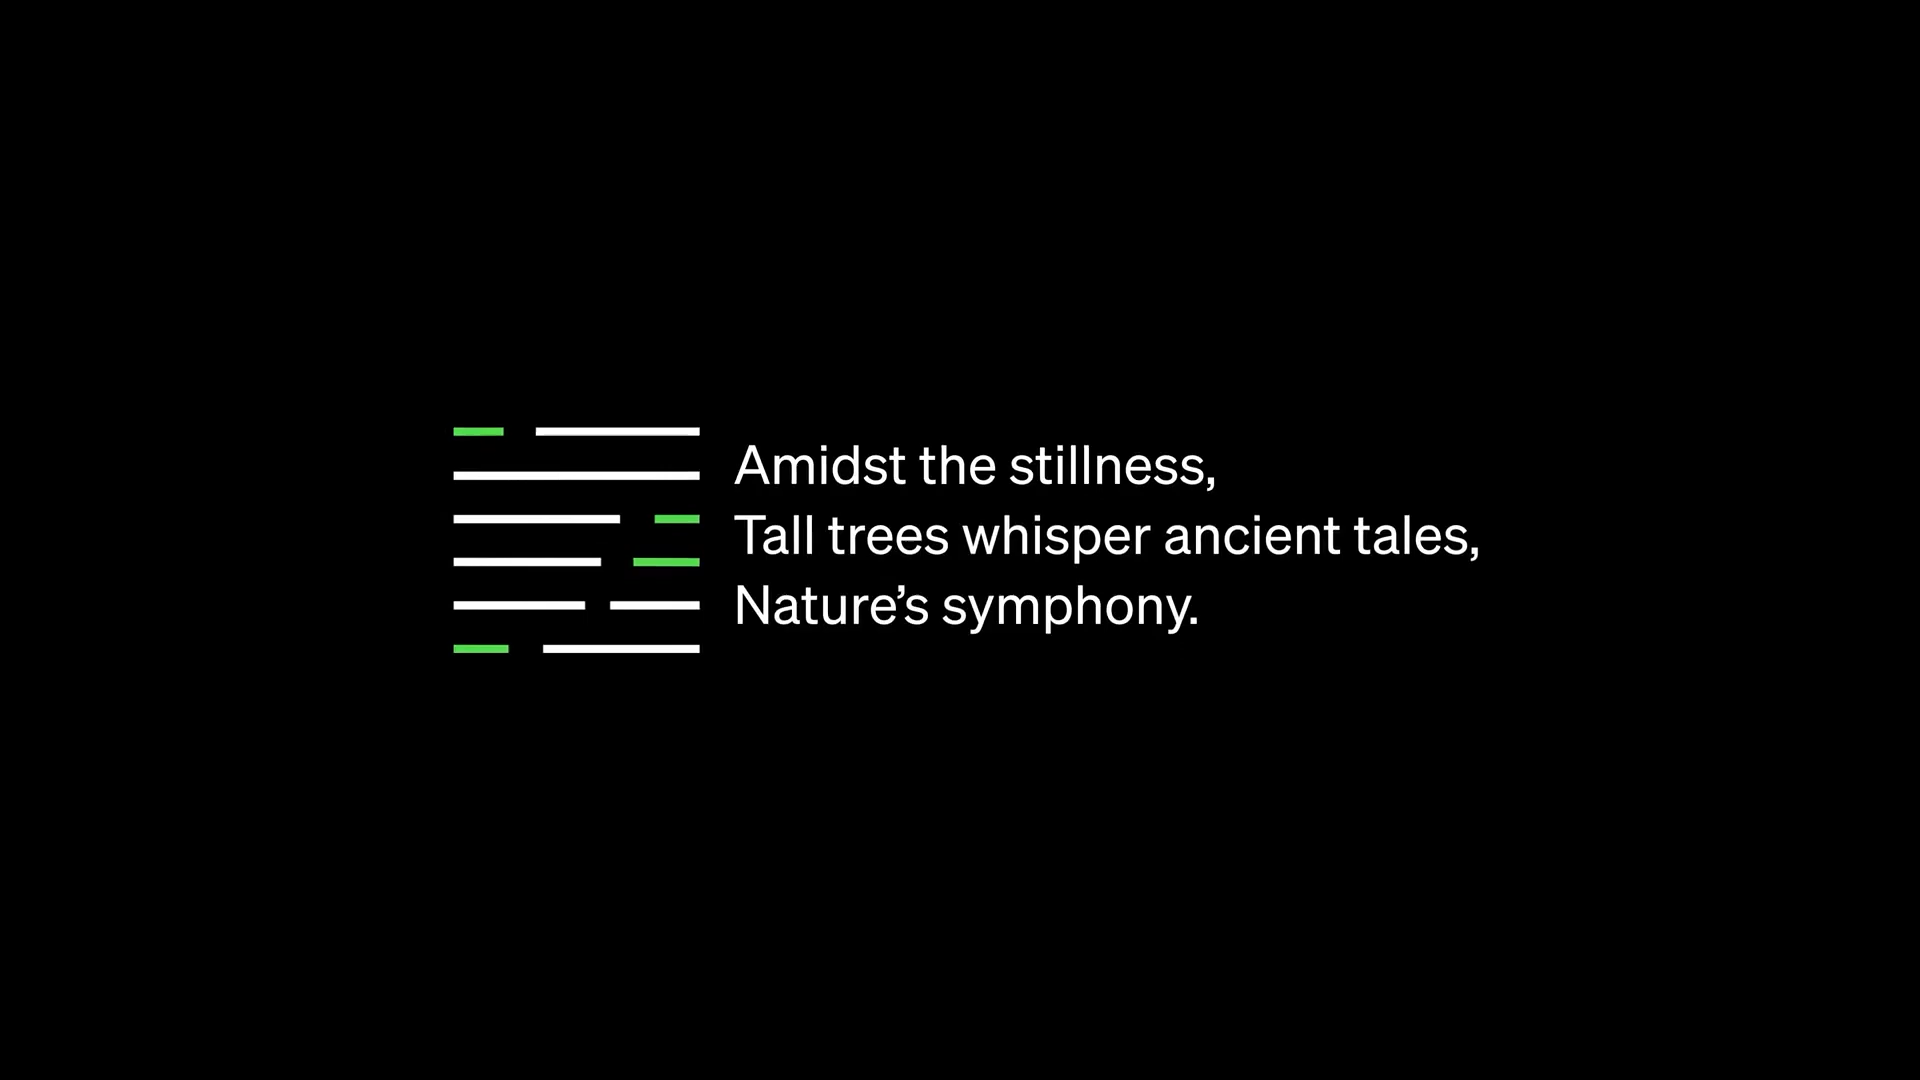 Amidst the stillness,
Tall trees whisper ancient tales,
Nature’s symphony.